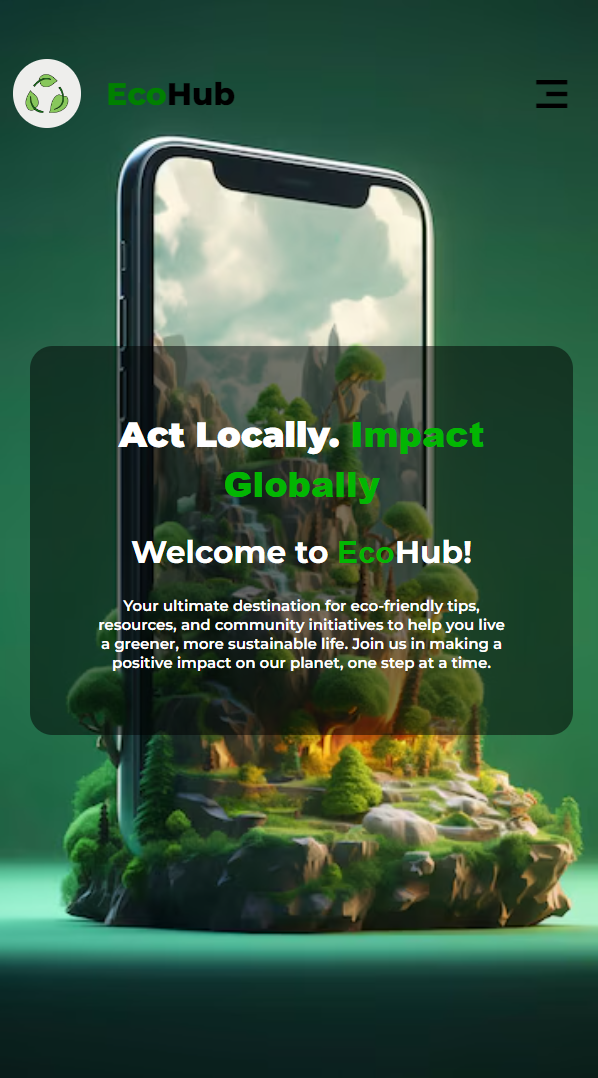 EcoHub
Act Locally. Impact
Globally
Welcome to EcoHub!
Your ultimate destination for eco-friendly tips,
resources, and community initiatives to help you live
a greener, more sustainable life. Join us in making a
positive impact on our planet, one step at a time.